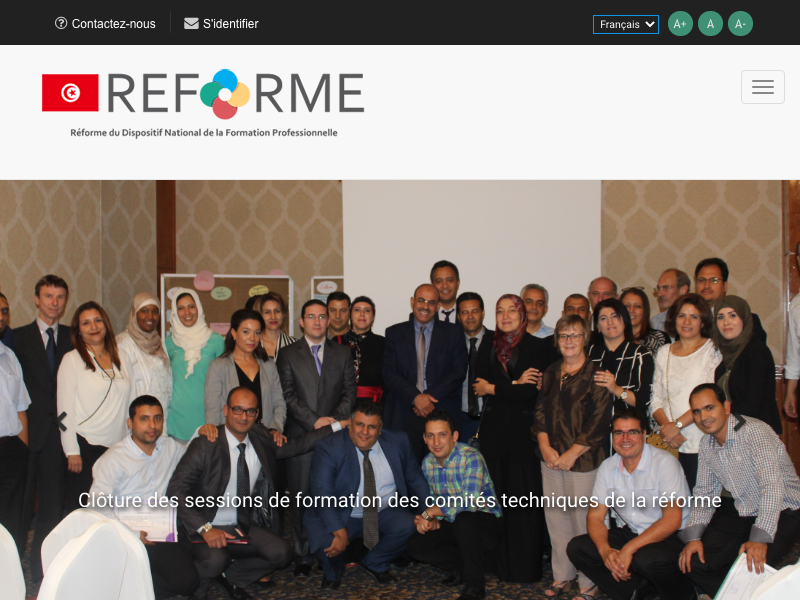 Contactez-nous
S'identifier
Français
A+
A
A-
REFORME
Réforme du Dispositif National de la Formation Professionnelle
Clôture des sessions de formation des comités techniques de la réforme